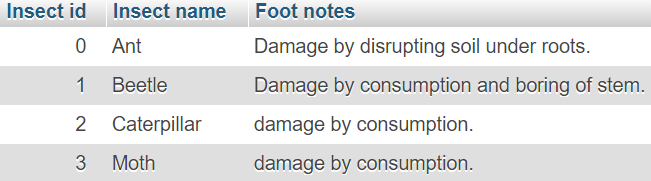 Insect id Insect name Foot notes
0 Ant Damage by disrupting soil under roots.
1 Beetle Damage by consumption and boring of stem.
2 Caterpillar damage by consumption.
3 Moth damage by consumption.